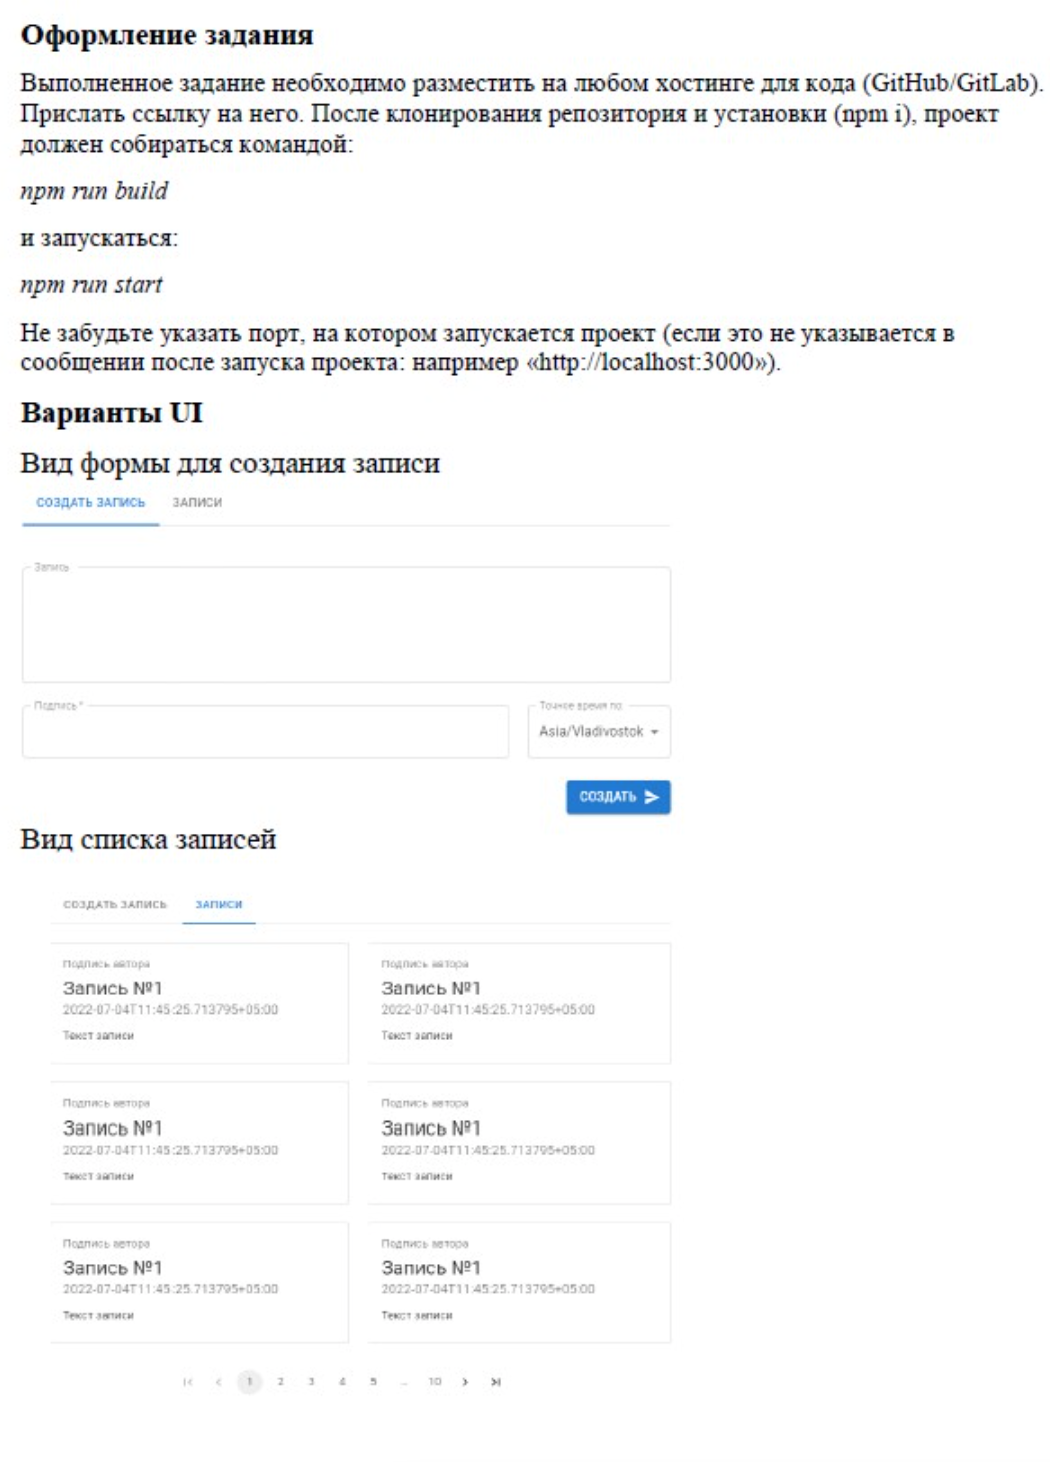 Оформление задания
Выполненное задание необходимо разместить на любом хостинге для кода (GitHub/GitLab).
Прислать ссылку на него. После клонирования репозитория и установки (npm i), проект
должен собираться командой:
npm run build
и запускаться:
npm run start
Не забудьте указать порт, на котором запускается проект (если это не указывается в
сообщении после запуска проекта: например «http://localhost:3000»).
Варианты UI
Вид формы для создания записи
СОЗДАТЬ ЗАПИСЬ ЗАПИСИ
Запись
Подпись * Точное время по:
Asia/Vladivostok
СОЗДАТЬ
Вид списка записей
СОЗДАТЬ ЗАПИСЬ ЗАПИСИ
Подпись автора Подпись автора
Запись №1 Запись №1
2022-07-04T11:45:25.713795+05:00 2022-07-04T11:45:25.713795+05:00
Текст записи Текст записи
Подпись автора Подпись автора
Запись №1 Запись №1
2022-07-04T11:45:25.713795+05:00 2022-07-04T11:45:25.713795+05:00
Текст записи Текст записи
Подпись автора Подпись автора
Запись №1 Запись №1
2022-07-04T11:45:25.713795+05:00 2022-07-04T11:45:25.713795+05:00
Текст записи Текст записи
1 2 3 4 5 ... 10